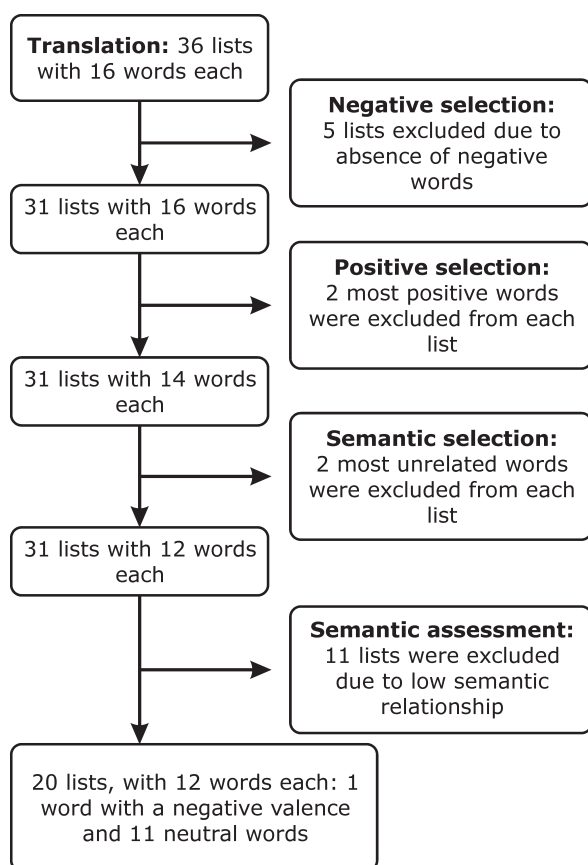 Translation: 36 lists
with 16 words each
Negative selection:
5 lists excluded due to
absence of negative
words
31 lists with 16 words
each
Positive selection:
2 most positive words
were excluded from each
list
31 lists with 14 words
each
Semantic selection:
2 most unrelated words
were excluded from each
list
31 lists with 12 words
each
Semantic assessment:
11 lists were excluded
due to low semantic
relationship
20 lists, with 12 words each: 1
word with a negative valence
and 11 neutral words